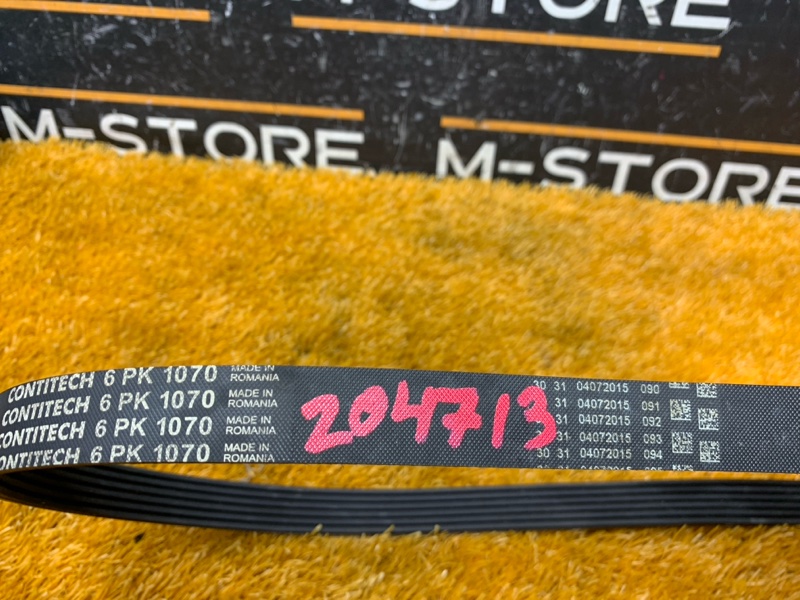 STORE
M-STORE
M-STORE
CONTITECH 6 PK 1070 MADE IN ROMANIA
CONTITECH 6 PK 1070 MADE IN ROMANIA
CONTITECH 6 PK 1070 MADE IN ROMANIA
CONTITECH 6 PK 1070 MADE IN ROMANIA
204713
30 31 04072015 090
31 04072015 091
31 04072015 092
30 31 04072015 093
30 31 04072015 094